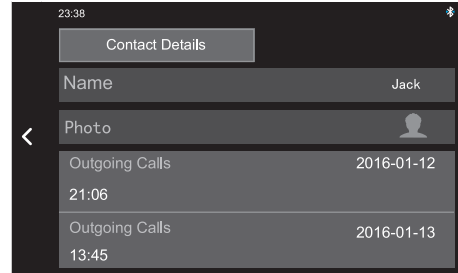 23:38
Contact Details
Name Jack
Photo
Outgoing Calls 2016-01-12
21:06
Outgoing Calls 2016-01-13
13:45